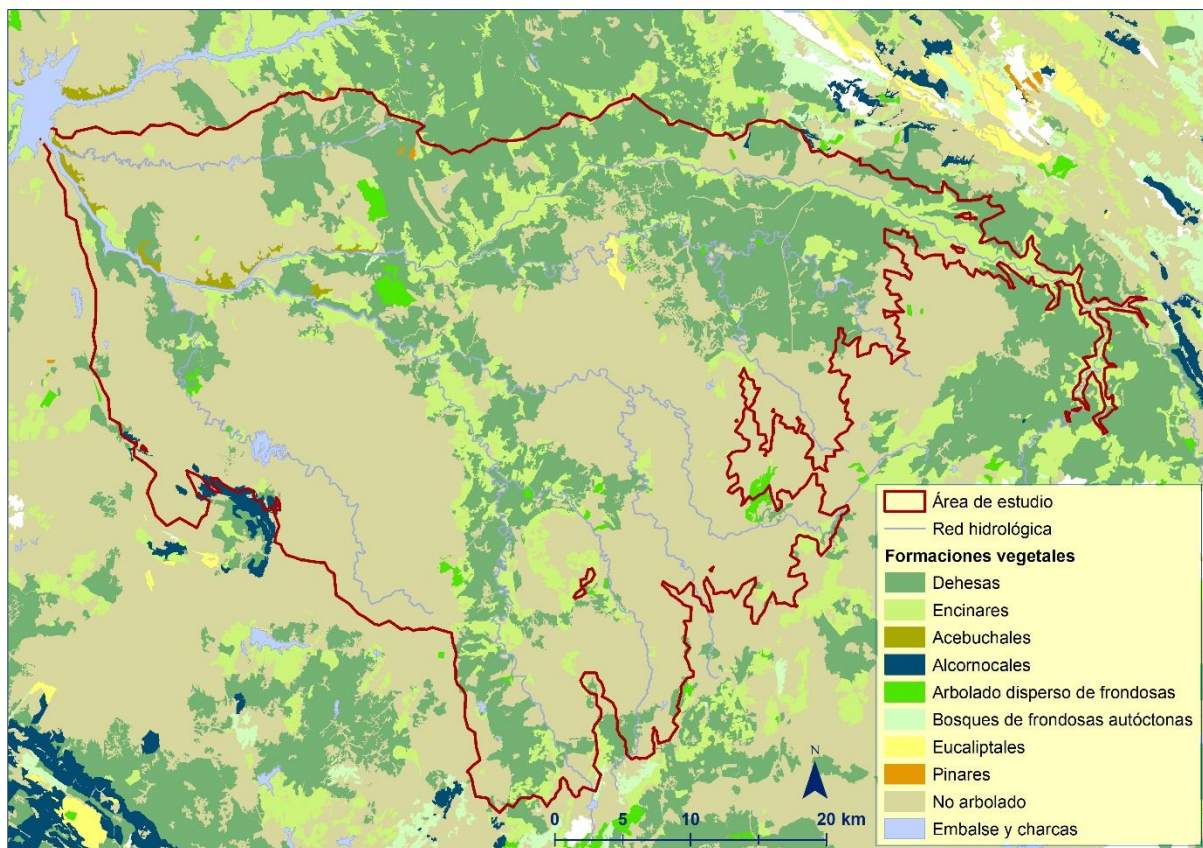 Área de estudio
Red hidrológica
Formaciones vegetales
Dehesas
Encinares
Acebuchales
Alcornocales
Arbolado disperso de frondosas
Bosques de frondosas autóctonas
Eucaliptales
Pinares
No arbolado
Embalse y charcas
N
0 5 10 20 km